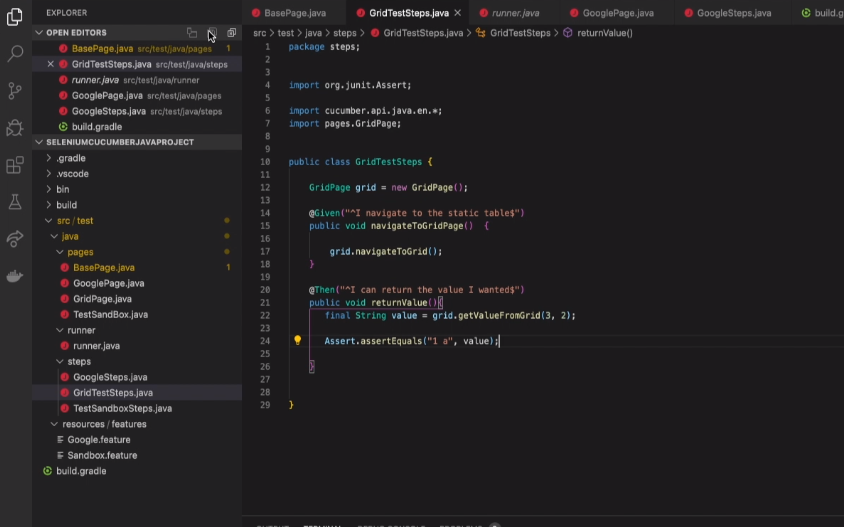 EXPLORER
OPEN EDITORS
BasePage.java src/test/java/pages 1
GridTestSteps.java src/test/java/steps
runner.java src/test/java/runner
GooglePage.java src/test/java/pages
GoogleSteps.java src/test/java/steps
build.gradle
SELENIUMCUCUMBERJAVAPROJECT
.gradle
.vscode
bin
build
src / test
java
pages
BasePage.java 1
GooglePage.java
GridPage.java
TestSandBox.java
runner
runner.java
steps
GoogleSteps.java
GridTestSteps.java
TestSandboxSteps.java
resources / features
Google.feature
Sandbox.feature
build.gradle
BasePage.java GridTestSteps.java runner.java GooglePage.java GoogleSteps.java build.g
src > test > java > steps > GridTestSteps.java > GridTestSteps > returnValue()
1 package steps;
2
3
4 import org.junit.Assert;
5
6 import cucumber.api.java.en.*;
7 import pages.GridPage;
8
9
10 public class GridTestSteps {
11
12 GridPage grid = new GridPage();
13
14 @Given("^I navigate to the static table$")
15 public void navigateToGridPage() {
16
17 grid.navigateToGrid();
18 }
19
20 @Then("^I can return the value I wanted$")
21 public void returnValue(){
22 final String value = grid.getValueFromGrid(3, 2);
23
24 Assert.assertEquals("1 a", value);
25
26 }
27
28
29 }